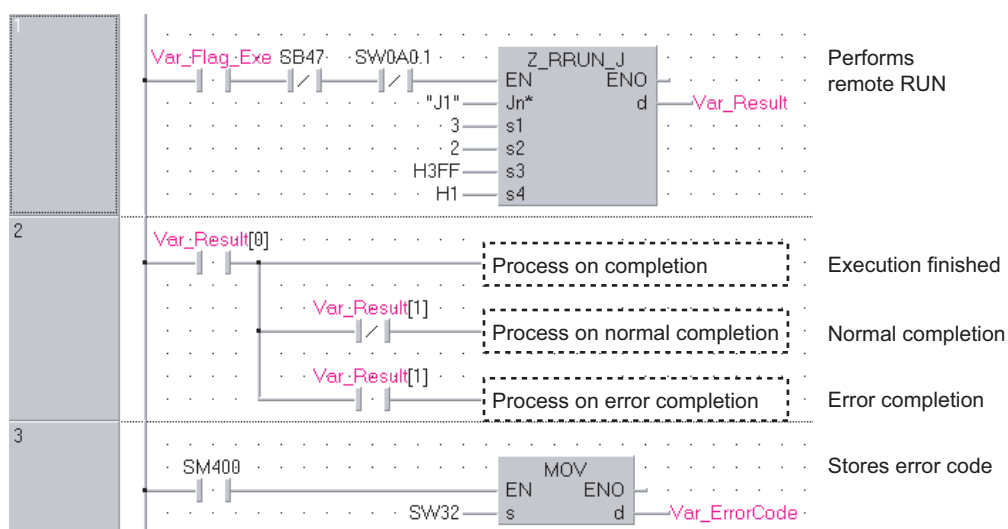 1
Var_Flag_Exe SB47 SW0A0.1 Z_RRUN_J Performs
EN ENO remote RUN
"J1" Jn* d Var_Result
3 s1
2 s2
H3FF s3
H1 s4
2
Var_Result[0]
Process on completion Execution finished
Var_Result[1]
Process on normal completion Normal completion
Var_Result[1]
Process on error completion Error completion
3
SM400 MOV Stores error code
EN ENO
SW32 s d Var_ErrorCode